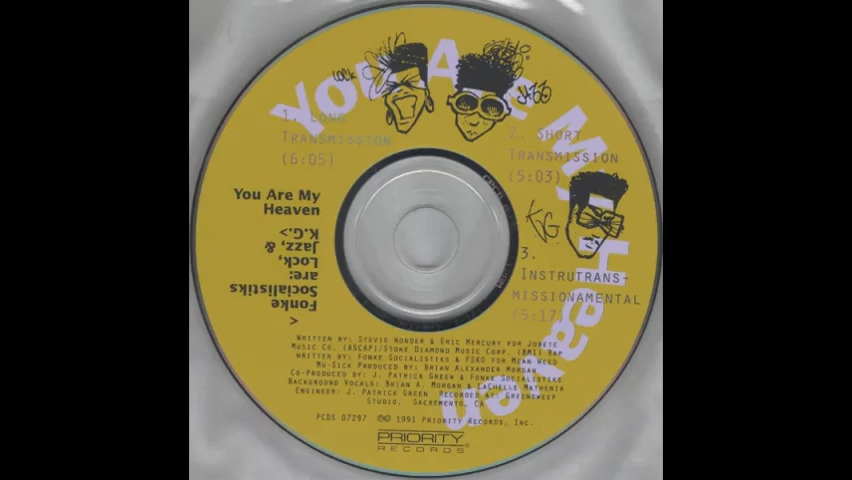 You Are My Heaven
Lock
Jazz
KG
1. Long
Transmission
(6:05)
2. Short
Transmission
(5:03)
3.
Instrutrans-
missionamental
(5:17)
You Are My
Heaven
<
Fonke
Socialistiks
are:
Lock,
Jazz, &
K.G.>
Written by: Stevie Wonder & Eric Mercury for Jobete
Music Co. (ASCAP)/Stone Diamond Music Corp. (BMI) Rap
written by: Fonke Socialistiks & FSKO for Mean Weed
Mu-Sick Produced by: Brian Alexander Morgan
Co-Produced by: J. Patrick Green & Fonke Socialistiks
Background Vocals: Brian A. Morgan & LaChelle Mathenia
Engineer: J. Patrick Green Recorded at: Greensweep
Studio, Sacramento, CA
PCDS 07297 ℗© 1991 Priority Records, Inc.
PRIORITY
RECORDS